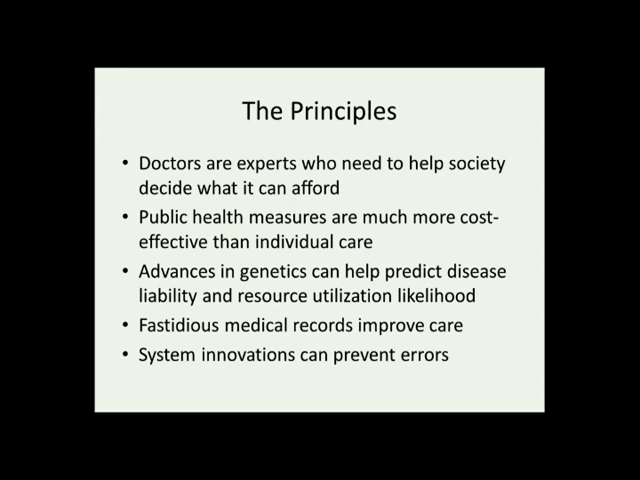 The Principles
• Doctors are experts who need to help society
decide what it can afford
• Public health measures are much more cost-
effective than individual care
• Advances in genetics can help predict disease
liability and resource utilization likelihood
• Fastidious medical records improve care
• System innovations can prevent errors